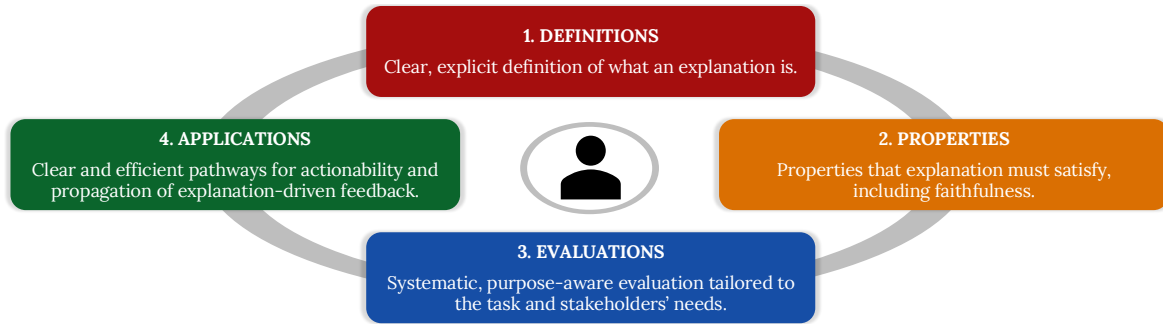 1. DEFINITIONS
Clear, explicit definition of what an explanation is.
4. APPLICATIONS
Clear and efficient pathways for actionability and
propagation of explanation-driven feedback.
2. PROPERTIES
Properties that explanation must satisfy,
including faithfulness.
3. EVALUATIONS
Systematic, purpose-aware evaluation tailored to
the task and stakeholders’ needs.